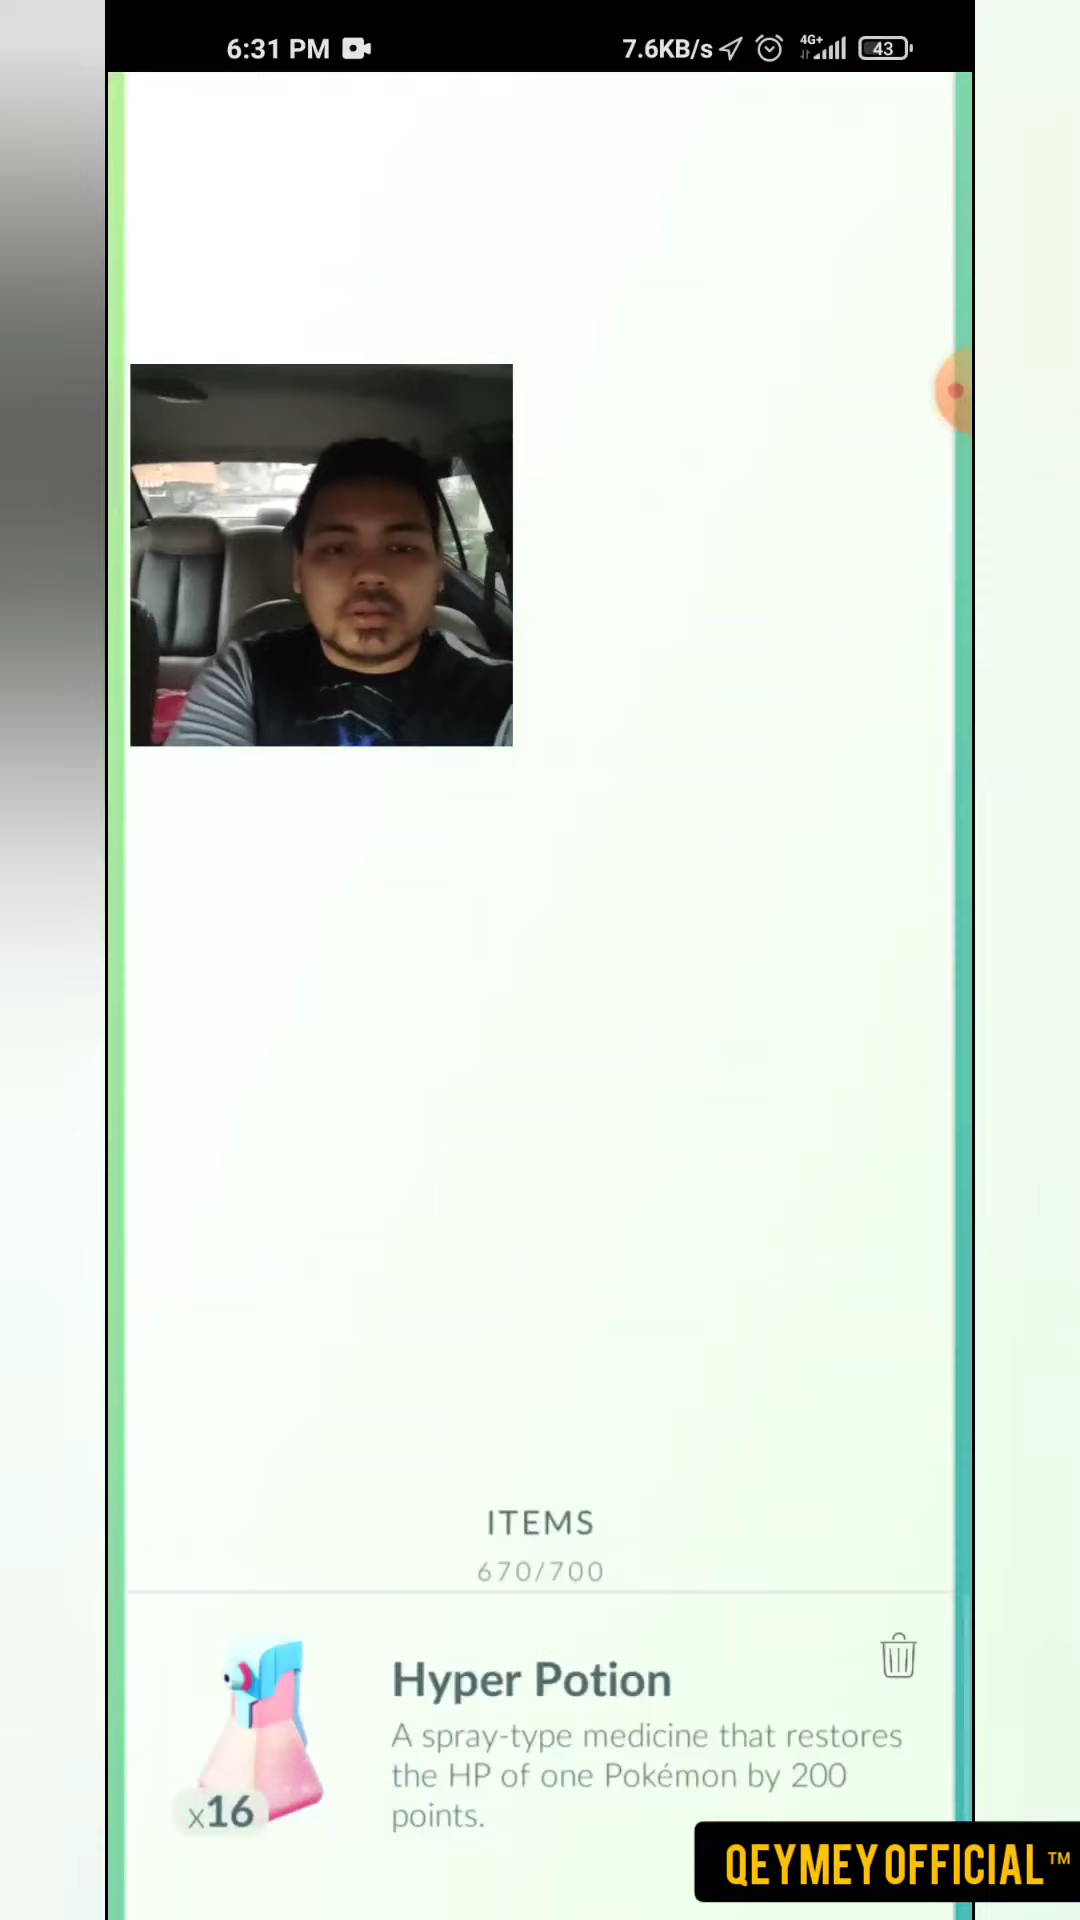 6:31 PM
7.6KB/s
4G+
43
ITEMS
670/700
Hyper Potion
A spray-type medicine that restores
the HP of one Pokémon by 200
points.
x16
QEYMEY OFFICIAL™